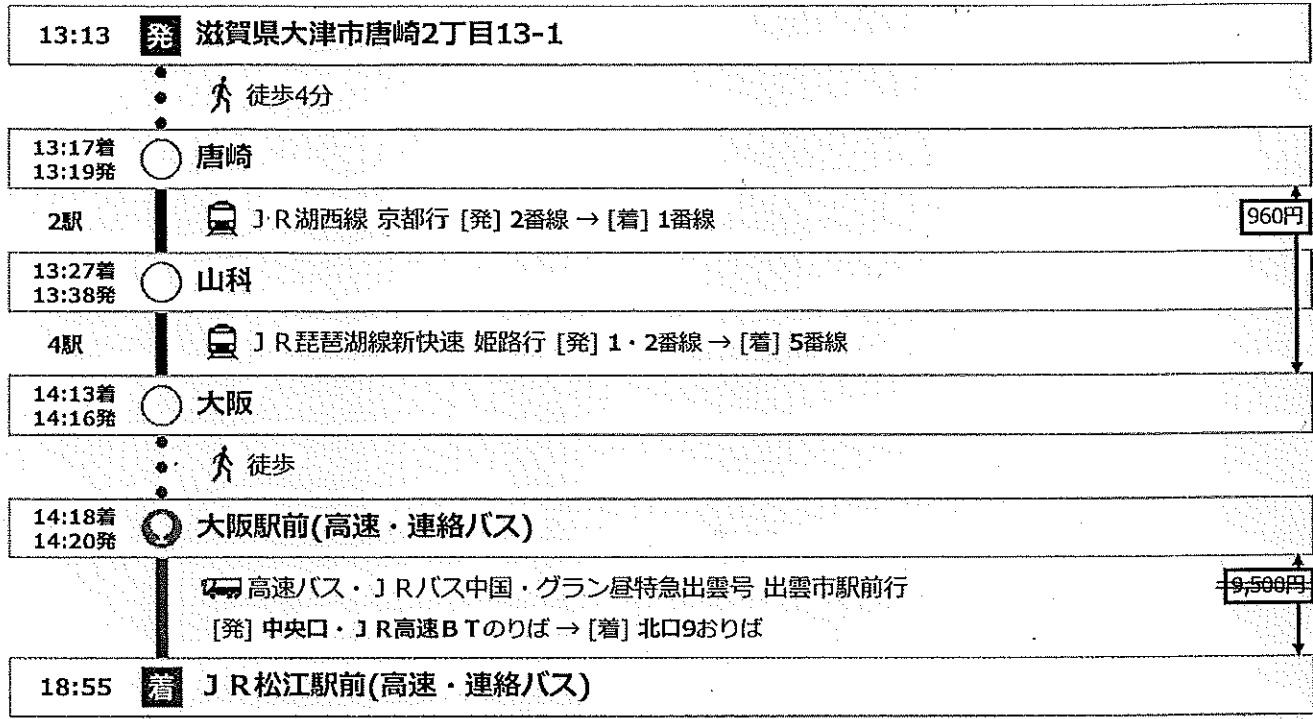 13:13 発 滋賀県大津市唐崎2丁目13-1
徒歩4分
13:17着
13:19発
唐崎
2駅 JR湖西線 京都行 [発] 2番線 → [着] 1番線
960円
13:27着
13:38発
山科
4駅 JR琵琶湖線新快速 姫路行 [発] 1・2番線 → [着] 5番線
14:13着
14:16発
大阪
徒歩
14:18着
14:20発
大阪駅前(高速・連絡バス)
高速バス・JRバス中国・グラン昼特急出雲号 出雲市駅前行
9,500円
[発] 中央口・JR高速BTのりば → [着] 北口9おりば
18:55 着 JR松江駅前(高速・連絡バス)